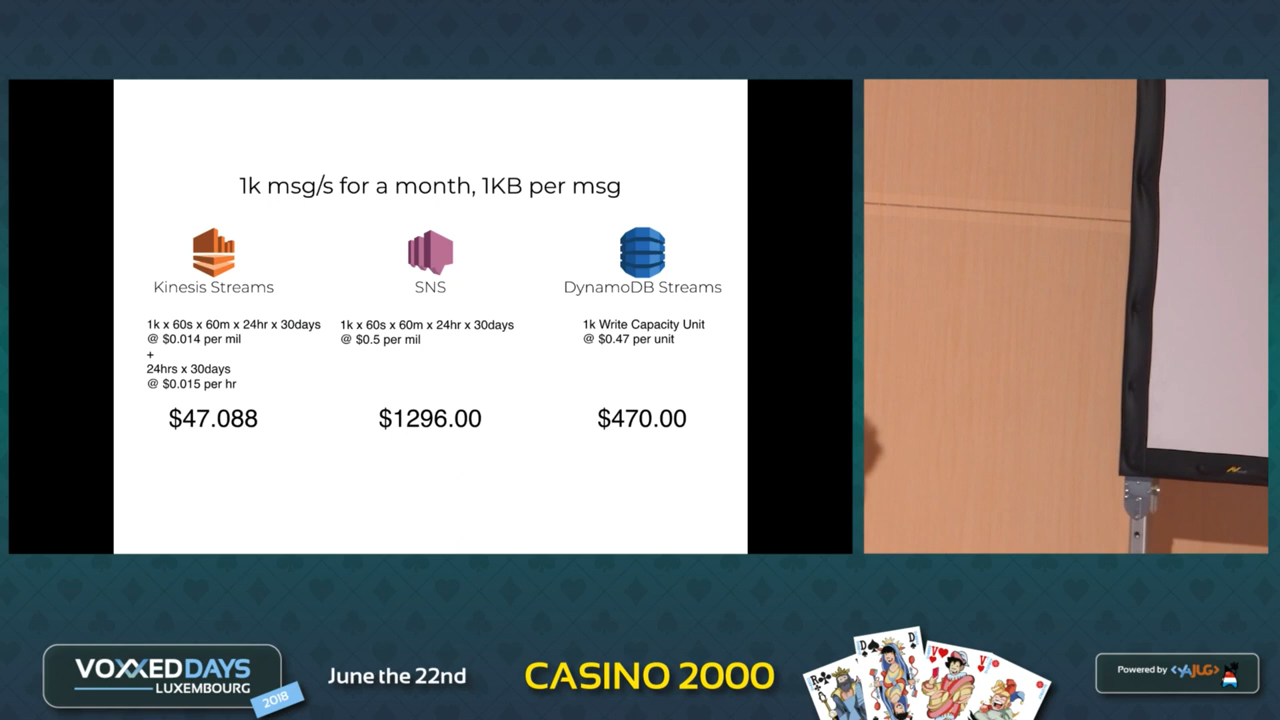 1k msg/s for a month, 1KB per msg
Kinesis Streams
1k x 60s x 60m x 24hr x 30days
@ $0.014 per mil
+
24hrs x 30days
@ $0.015 per hr
$47.088
SNS
1k x 60s x 60m x 24hr x 30days
@ $0.5 per mil
$1296.00
DynamoDB Streams
1k Write Capacity Unit
@ $0.47 per unit
$470.00
VOXXEDDAYS
LUXEMBOURG
2018
June the 22nd
CASINO 2000
R
Q
D
D
V
V
Powered by <YAJUG>